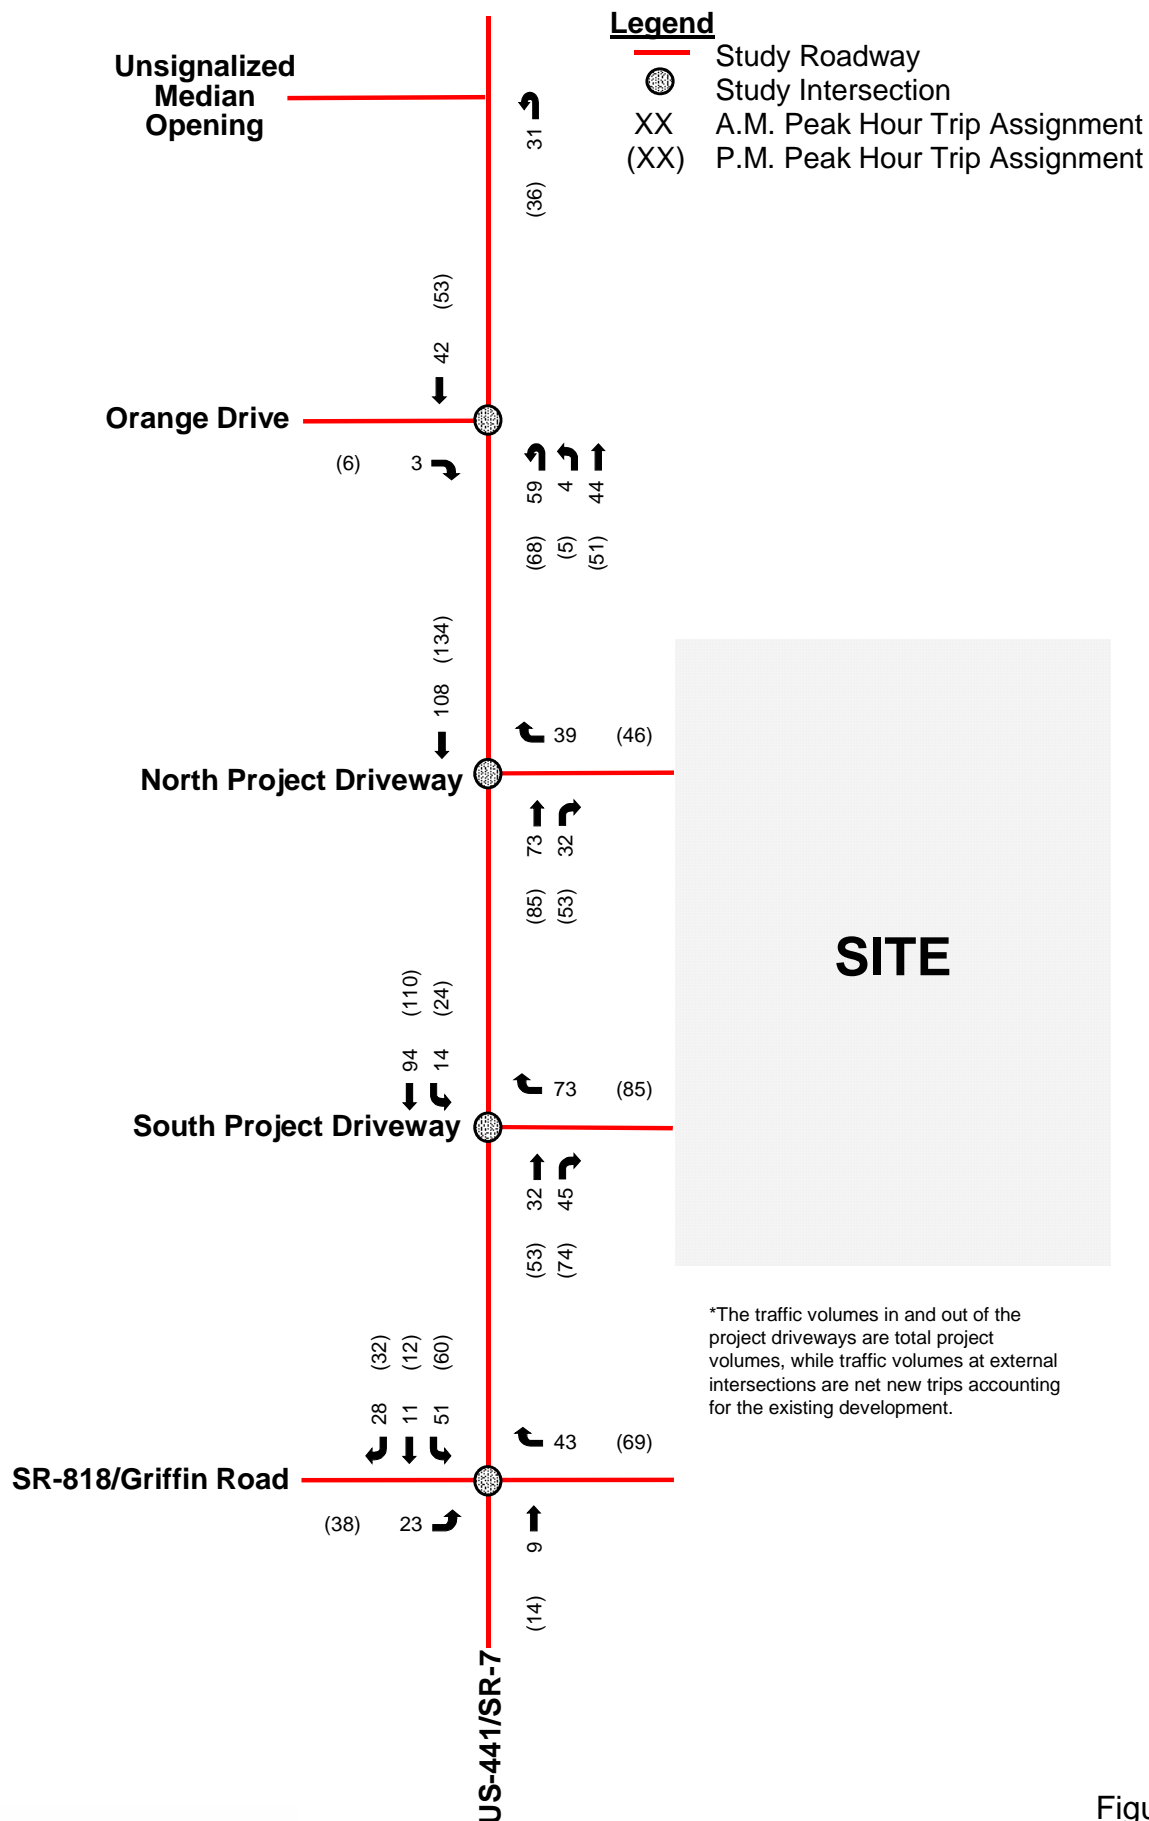 Legend
Study Roadway
Study Intersection
XX A.M. Peak Hour Trip Assignment
(XX) P.M. Peak Hour Trip Assignment
Unsignalized
Median
Opening
31
(36)
(53)
42
Orange Drive
(6) 3
59 4 44
(68) (5) (51)
(134)
108
39 (46)
North Project Driveway
73 32
(85) (53)
SITE
(110) (24)
94 14
73 (85)
South Project Driveway
32 45
(53) (74)
*The traffic volumes in and out of the
project driveways are total project
volumes, while traffic volumes at external
intersections are net new trips accounting
for the existing development.
(32) (12) (60)
28 11 51
43 (69)
SR-818/Griffin Road
(38) 23
9
(14)
US-441/SR-7
Figu